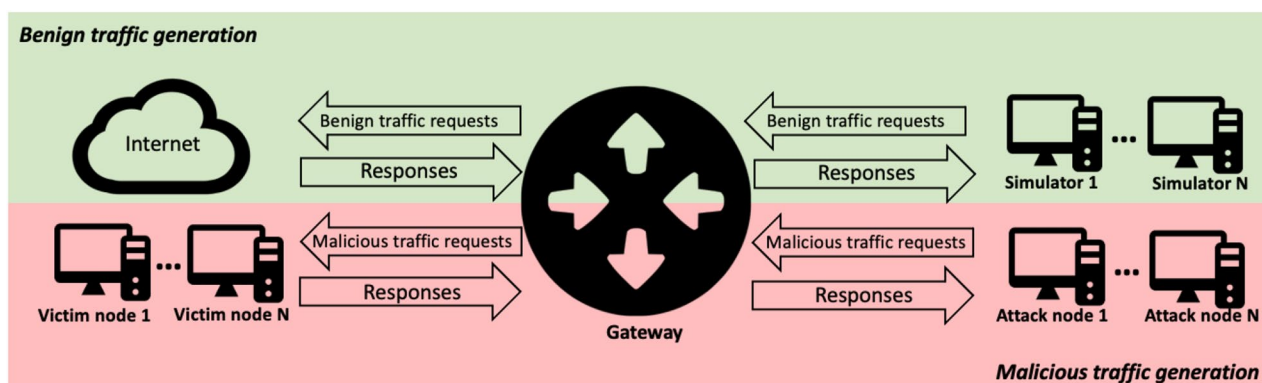 Benign traffic generation
Internet
Benign traffic requests
Responses
Benign traffic requests
Responses
Simulator 1
...
Simulator N
Victim node 1
...
Victim node N
Malicious traffic requests
Responses
Gateway
Malicious traffic requests
Responses
Attack node 1
...
Attack node N
Malicious traffic generation